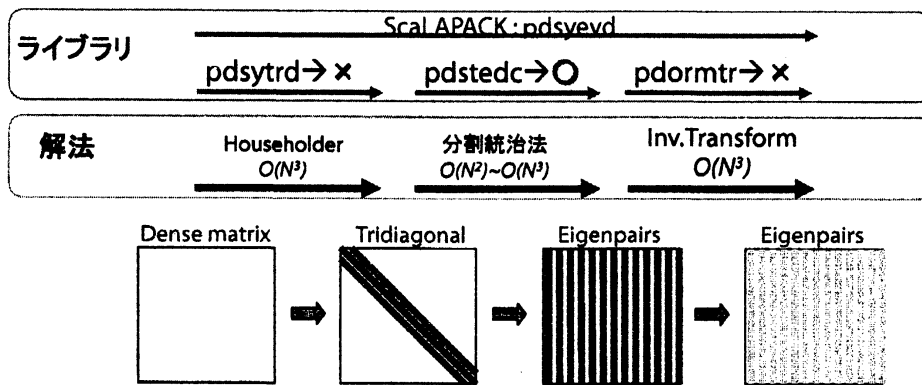 ScaLAPACK : pdsyevd
ライブラリ
pdsytrd→ × pdstedc→○ pdormtr→ ×
解法
Householder 分割統治法 Inv.Transform
O(N³) O(N²)~O(N³) O(N³)
Dense matrix Tridiagonal Eigenpairs Eigenpairs